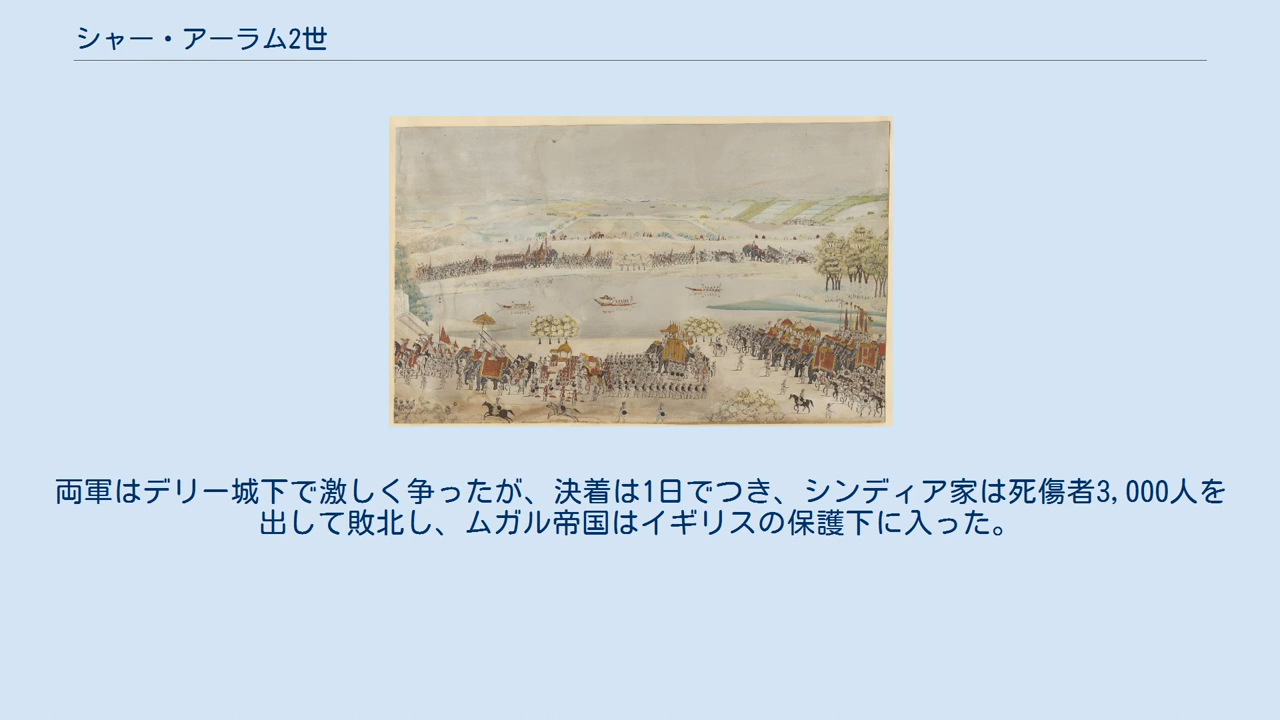 シャー・アーラム2世
両軍はデリー城下で激しく争ったが、決着は1日でつき、シンディア家は死傷者3,000人を
出して敗北し、ムガル帝国はイギリスの保護下に入った。